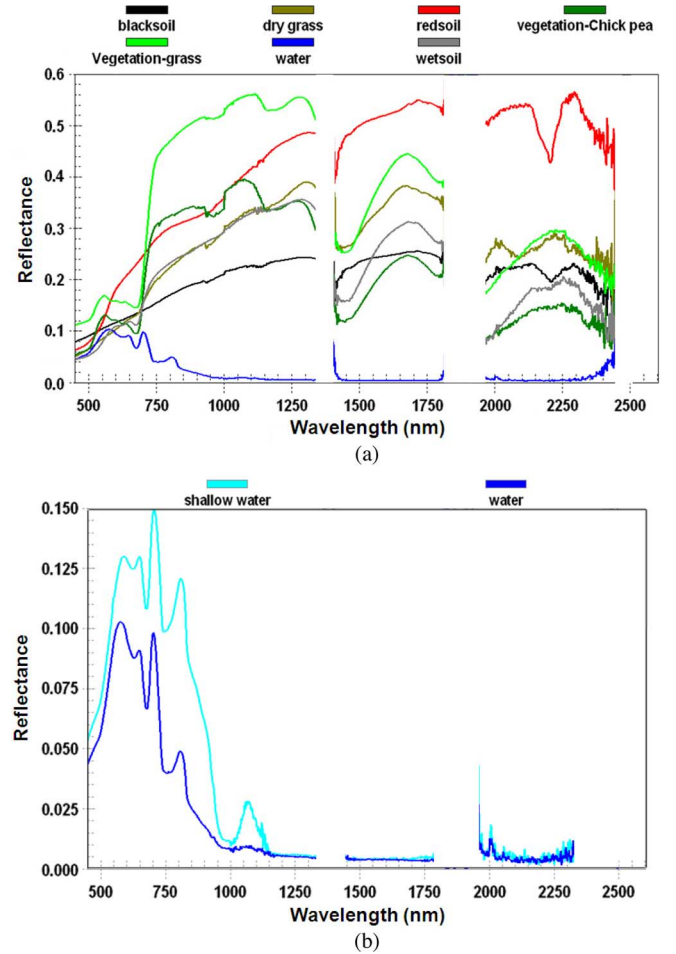 blacksoil dry grass redsoil vegetation-Chick pea
Vegetation-grass water wetsoil
0.6
0.5
0.4
0.3
0.2
0.1
0.0
Reflectance
500 750 1000 1250 1500 1750 2000 2250 2500
Wavelength (nm)
(a)
shallow water water
0.150
0.125
0.100
0.075
0.050
0.025
0.000
Reflectance
500 750 1000 1250 1500 1750 2000 2250 2500
Wavelength (nm)
(b)